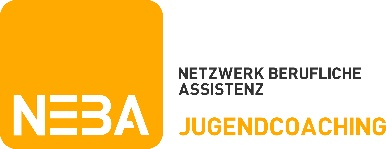 NEBA
NETZWERK BERUFLICHE
ASSISTENZ
JUGENDCOACHING